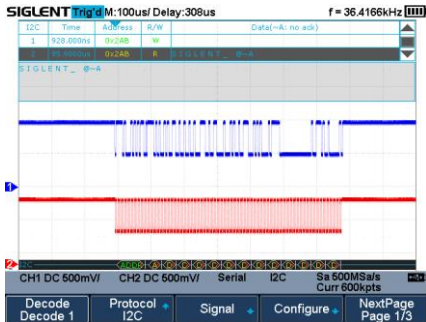 SIGLENT Trig'd M:100us/ Delay:308us f = 36.4166kHz
I2C Time Address R/W Data(~A: no ack)
1 928.000ns 0x2AB W
0x2AB R SIGLENT_ @~A
SIGLENT_ @~A
1
2
CH1 DC 500mV/ CH2 DC 500mV/ Serial I2C Sa 500MSa/s
Curr 600kpts
Decode Protocol Signal Configure NextPage
Decode 1 I2C Page 1/3